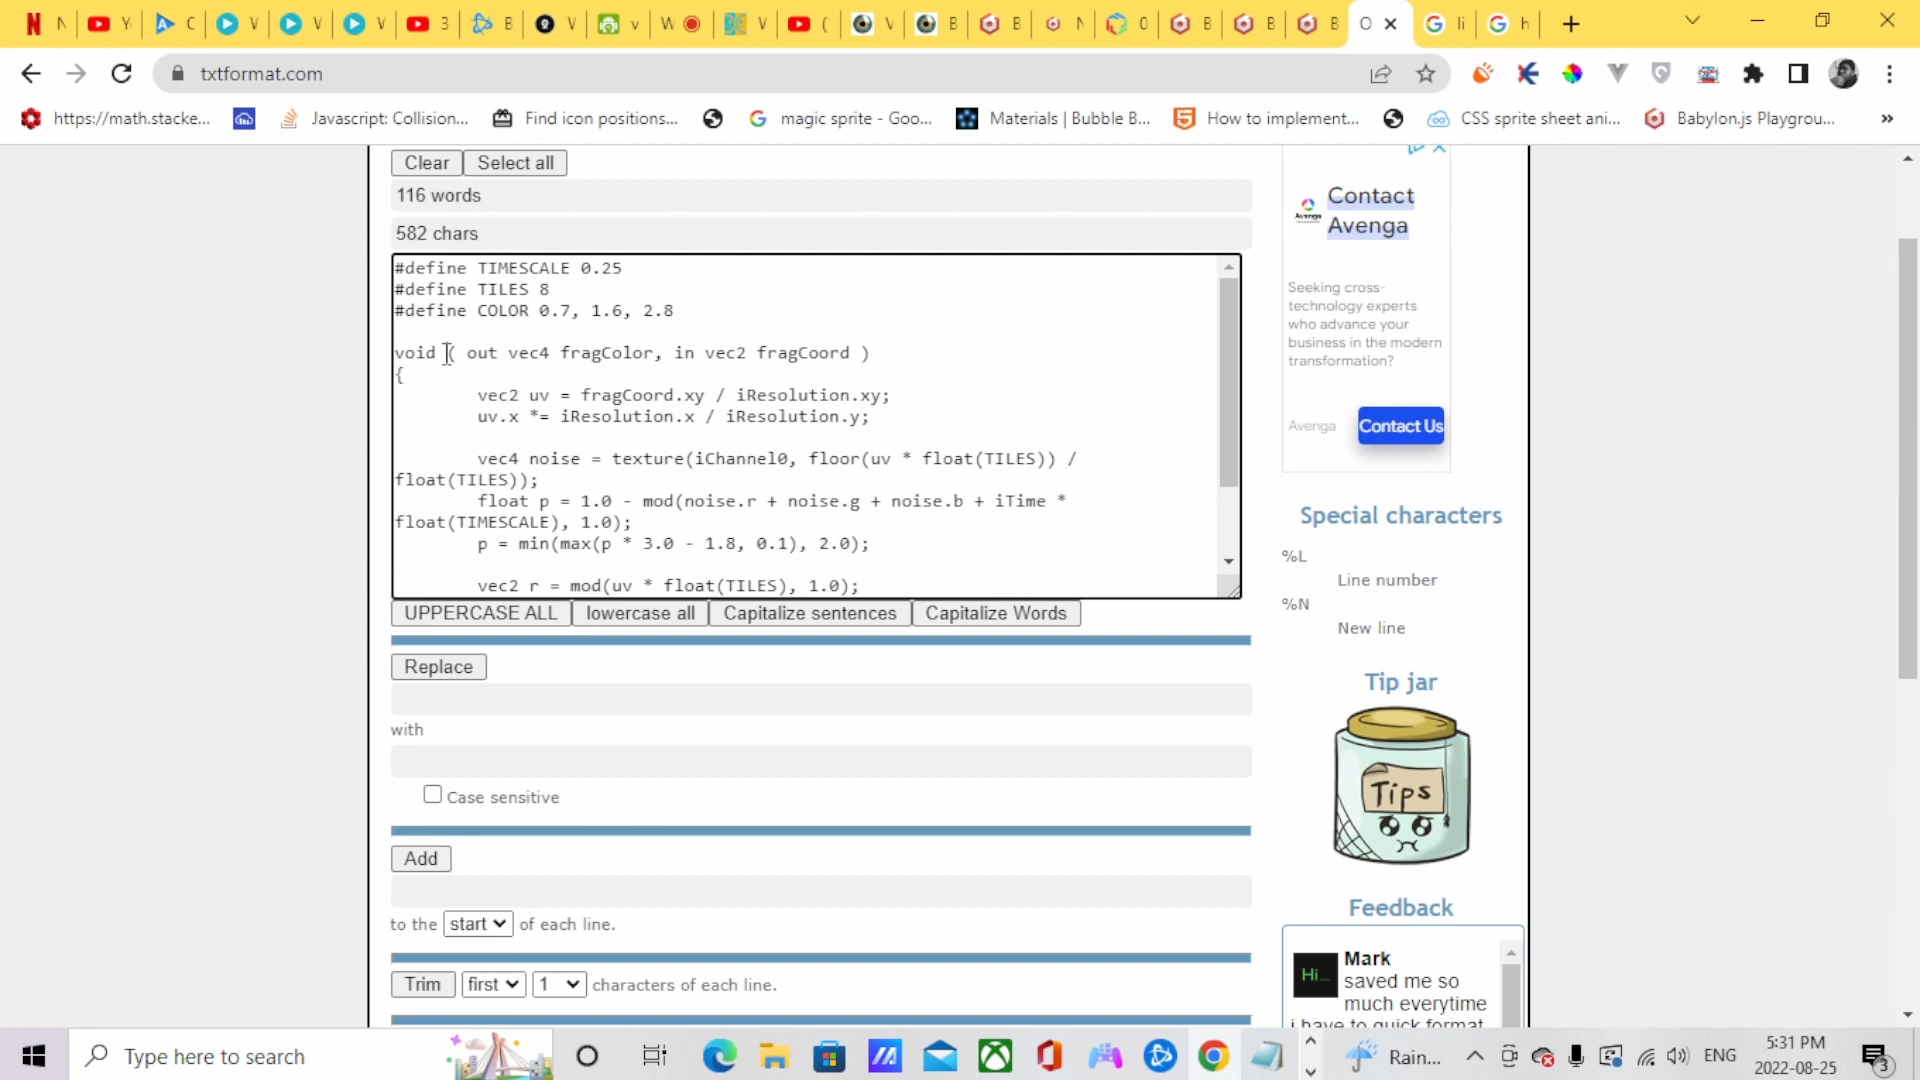 txtformat.com
https://math.stacke...
Javascript: Collision...
Find icon positions...
magic sprite - Goo...
Materials | Bubble B...
How to implement...
CSS sprite sheet ani...
Babylon.js Playgrou...
»
Clear
Select all
116 words
582 chars
#define TIMESCALE 0.25
#define TILES 8
#define COLOR 0.7, 1.6, 2.8
void ( out vec4 fragColor, in vec2 fragCoord )
{
vec2 uv = fragCoord.xy / iResolution.xy;
uv.x *= iResolution.x / iResolution.y;
vec4 noise = texture(iChannel0, floor(uv * float(TILES)) /
float(TILES));
float p = 1.0 - mod(noise.r + noise.g + noise.b + iTime *
float(TIMESCALE), 1.0);
p = min(max(p * 3.0 - 1.8, 0.1), 2.0);
vec2 r = mod(uv * float(TILES), 1.0);
UPPERCASE ALL
lowercase all
Capitalize sentences
Capitalize Words
Replace
with
Case sensitive
Add
to the start of each line.
Trim first 1 characters of each line.
Contact
Avenga
Avenga
Seeking cross-
technology experts
who advance your
business in the modern
transformation?
Avenga
Contact Us
Special characters
%L
Line number
%N
New line
Tip jar
Tips
Feedback
Hi_
Mark
saved me so
much everytime
i have to quick format
Type here to search
Rain...
ENG
5:31 PM
2022-08-25
3